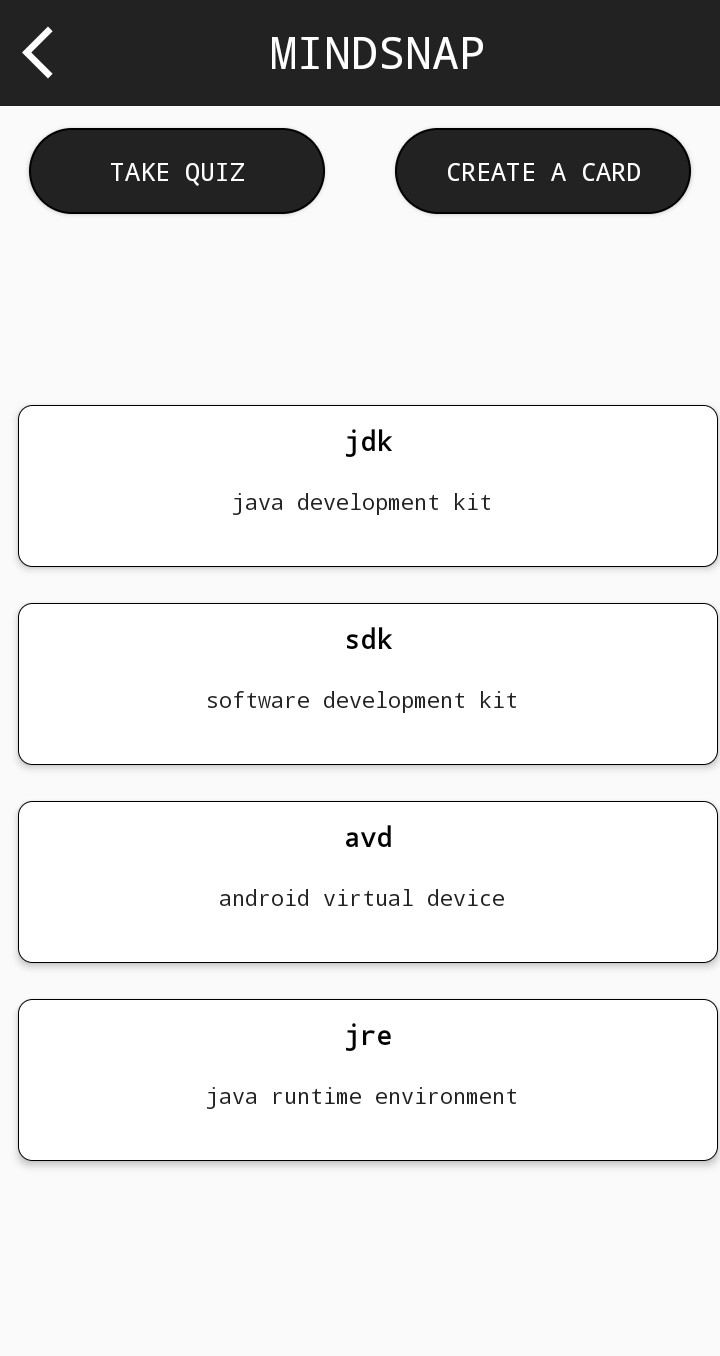 MINDSNAP
TAKE QUIZ
CREATE A CARD
jdk
java development kit
sdk
software development kit
avd
android virtual device
jre
java runtime environment